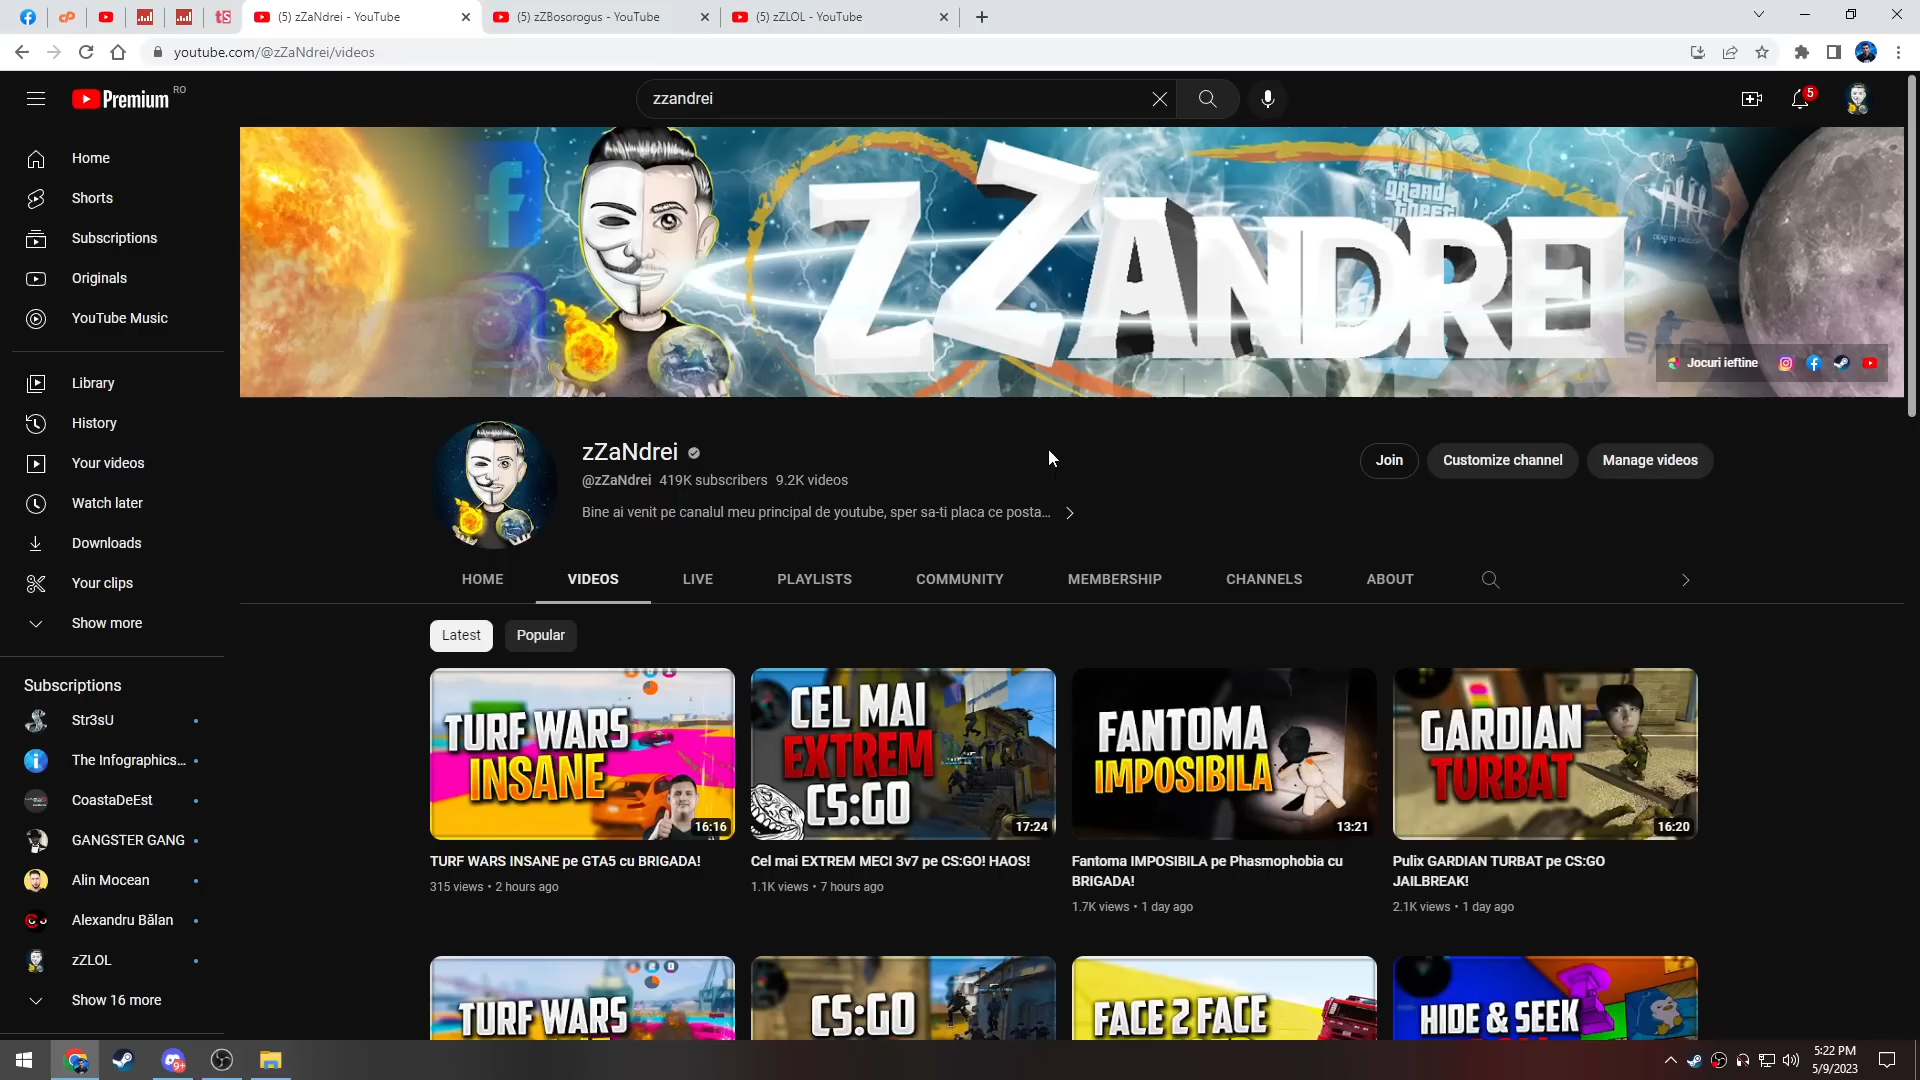 (5) zZaNdrei - YouTube
(5) zZBosorogus - YouTube
(5) zZLOL - YouTube
youtube.com/@zZaNdrei/videos
Premium
RO
zzandrei
5
Home
Shorts
Subscriptions
Originals
YouTube Music
Library
History
Your videos
Watch later
Downloads
Your clips
Show more
Subscriptions
Str3sU
The Infographics...
CoastaDeEst
GANGSTER GANG
Alin Mocean
Alexandru Bălan
zZLOL
Show 16 more
ZZANDREI
grand
theft
DEAD BY DAYLIGHT
Jocuri ieftine
zZaNdrei
@zZaNdrei 419K subscribers 9.2K videos
Bine ai venit pe canalul meu principal de youtube, sper sa-ti placa ce posta...
Join
Customize channel
Manage videos
HOME
VIDEOS
LIVE
PLAYLISTS
COMMUNITY
MEMBERSHIP
CHANNELS
ABOUT
Latest
Popular
TURF WARS
INSANE
16:16
CEL MAI
EXTREM
CS:GO
17:24
FANTOMA
IMPOSIBILA
13:21
GARDIAN
TURBAT
16:20
TURF WARS INSANE pe GTA5 cu BRIGADA!
315 views • 2 hours ago
Cel mai EXTREM MECI 3v7 pe CS:GO! HAOS!
1.1K views • 7 hours ago
Fantoma IMPOSIBILA pe Phasmophobia cu
BRIGADA!
1.7K views • 1 day ago
Pulix GARDIAN TURBAT pe CS:GO
JAILBREAK!
2.1K views • 1 day ago
TURF WARS
CS:GO
FACE 2 FACE
HIDE & SEEK
9+
5:22 PM
5/9/2023